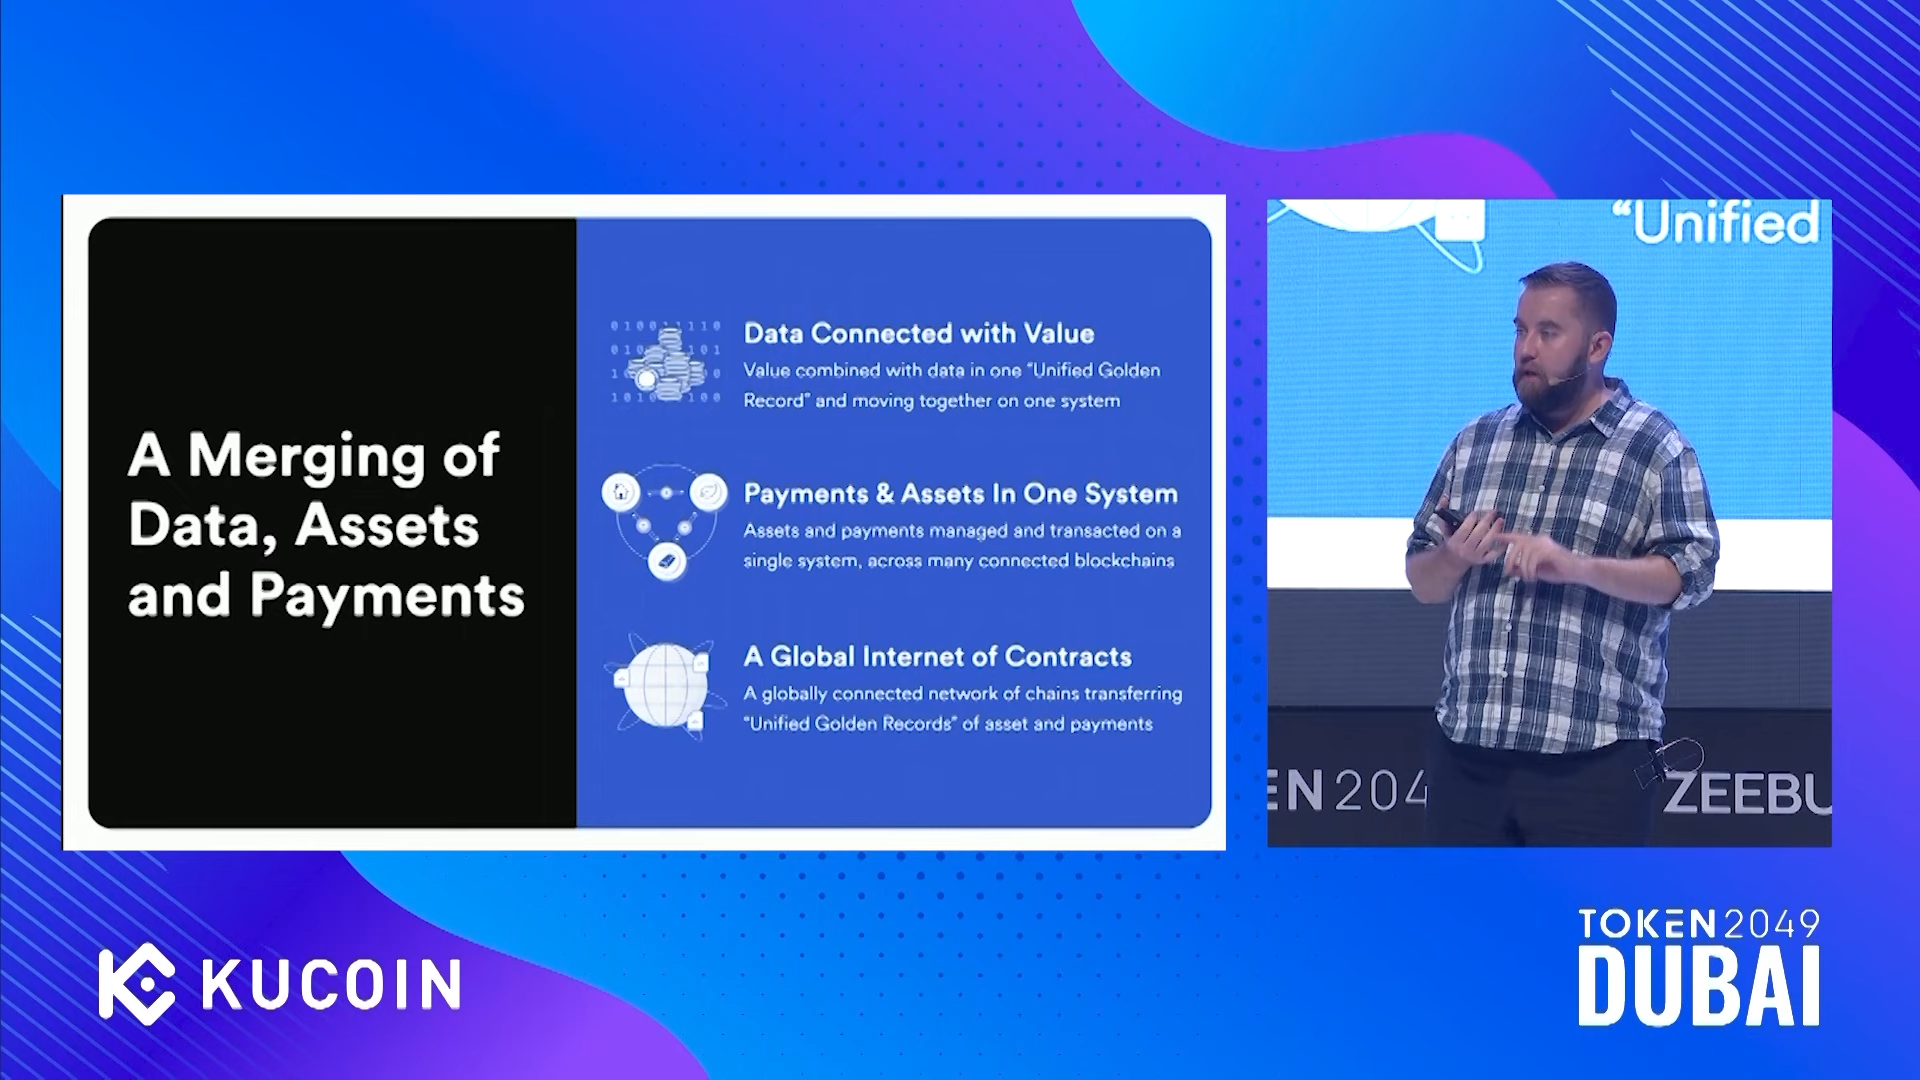 A Merging of
Data, Assets
and Payments
Data Connected with Value
Value combined with data in one “Unified Golden
Record” and moving together on one system
Payments & Assets In One System
Assets and payments managed and transacted on a
single system, across many connected blockchains
A Global Internet of Contracts
A globally connected network of chains transferring
“Unified Golden Records” of asset and payments
“Unified
EN 204
ZEEBU
KUCOIN
TOKEN2049
DUBAI